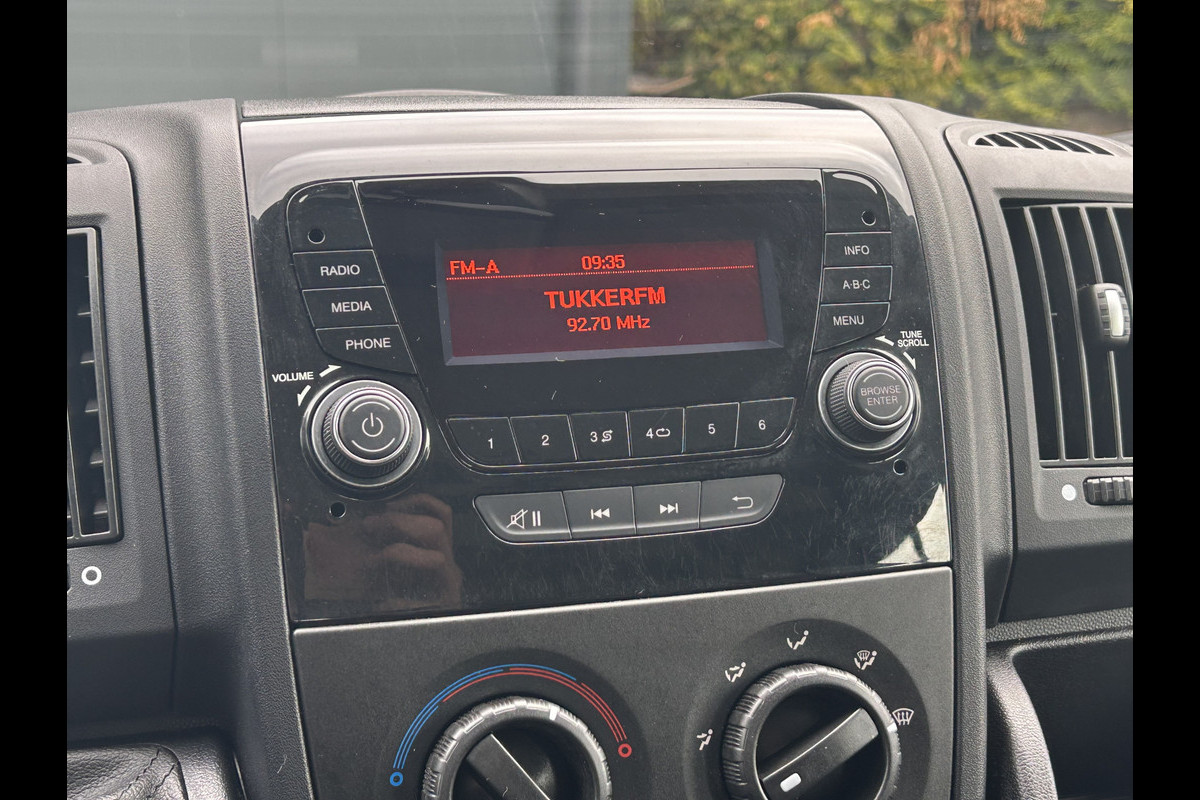 FM-A 09:35
TUKKERFM
92.70 MHz
RADIO
MEDIA
PHONE
VOLUME
INFO
A·B·C
MENU
TUNE
SCROLL
BROWSE
ENTER
1 2 3 4 5 6